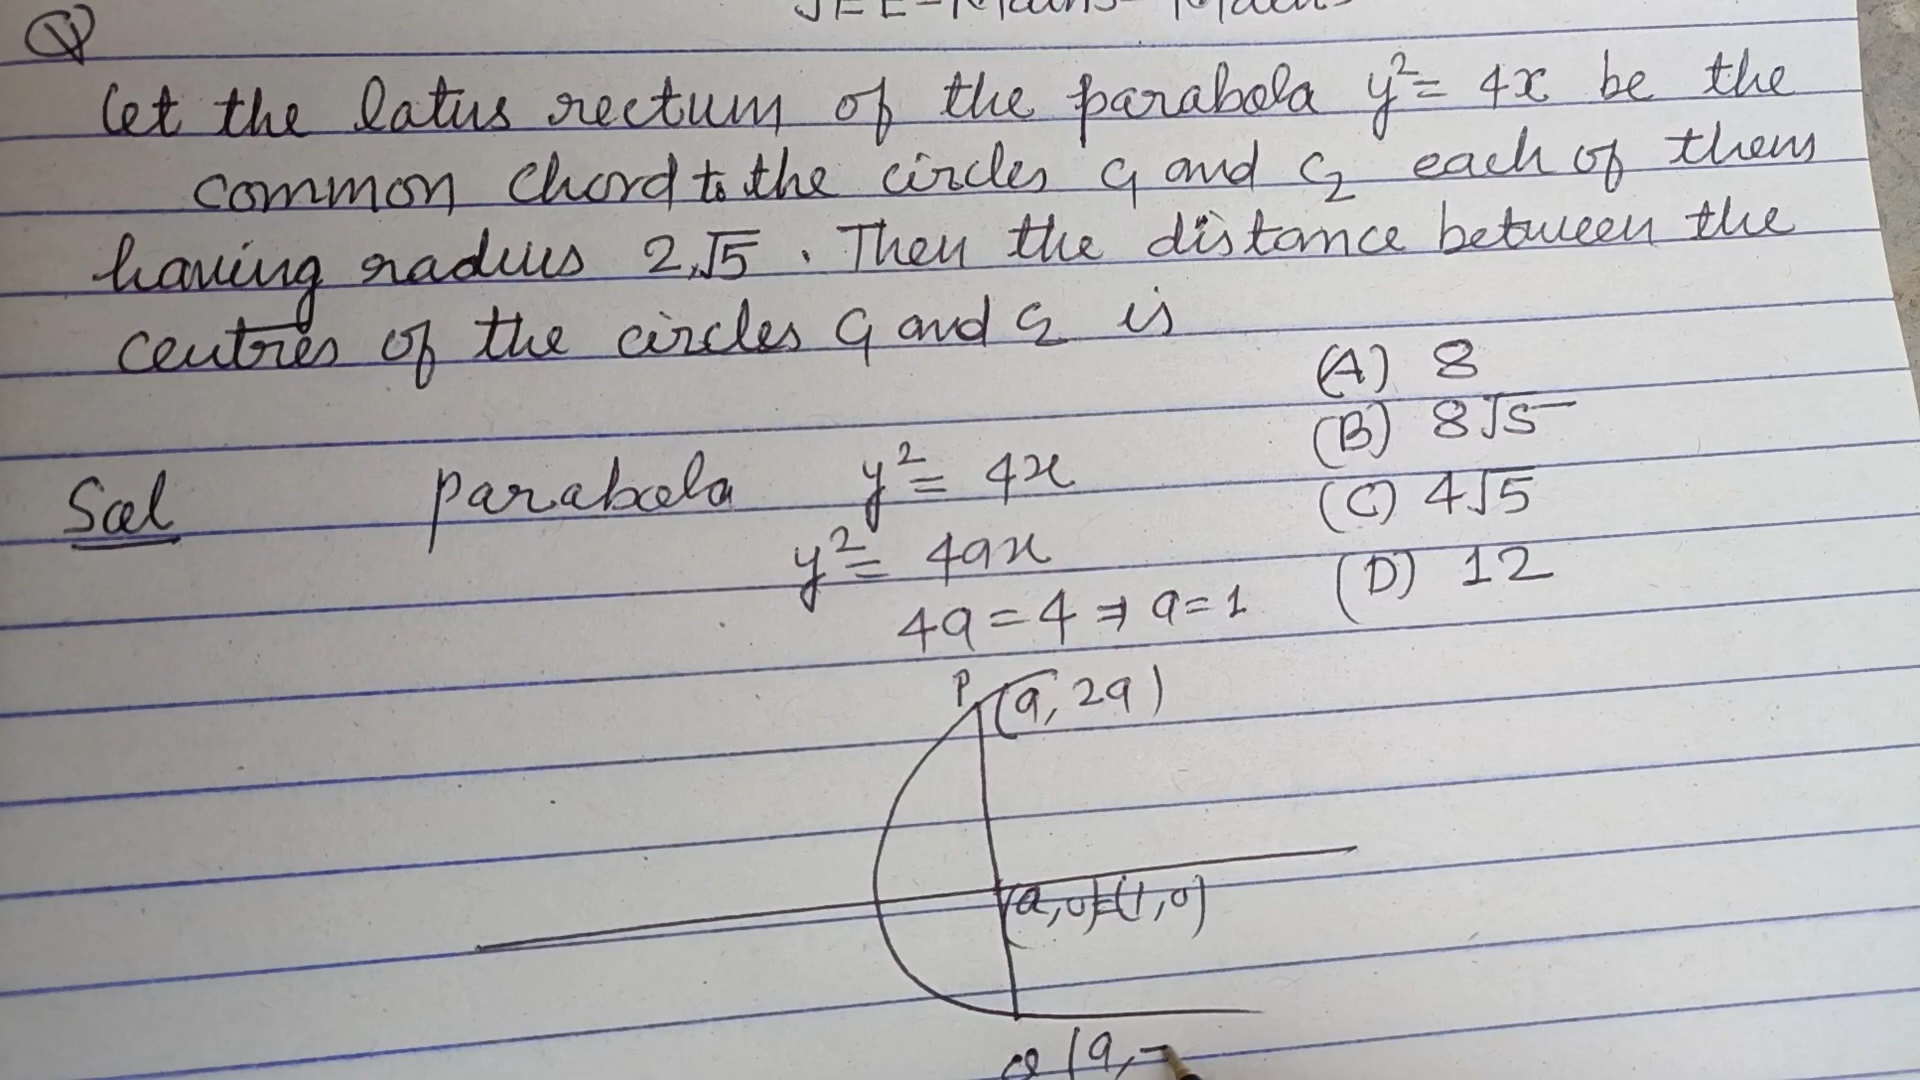 JEE-Mains-Math
Q
Let the latus rectum of the parabola y² = 4x be the
common chord to the circles C₁ and C₂ each of them
having radius 2√5. Then the distance between the
centres of the circles C₁ and C₂ is
(A) 8
(B) 8√5
(C) 4√5
(D) 12
Sol parabola y² = 4x
y² = 4ax
4a = 4 ⇒ a = 1
P (a, 2a)
(a, 0) = (1, 0)
Q (a, -